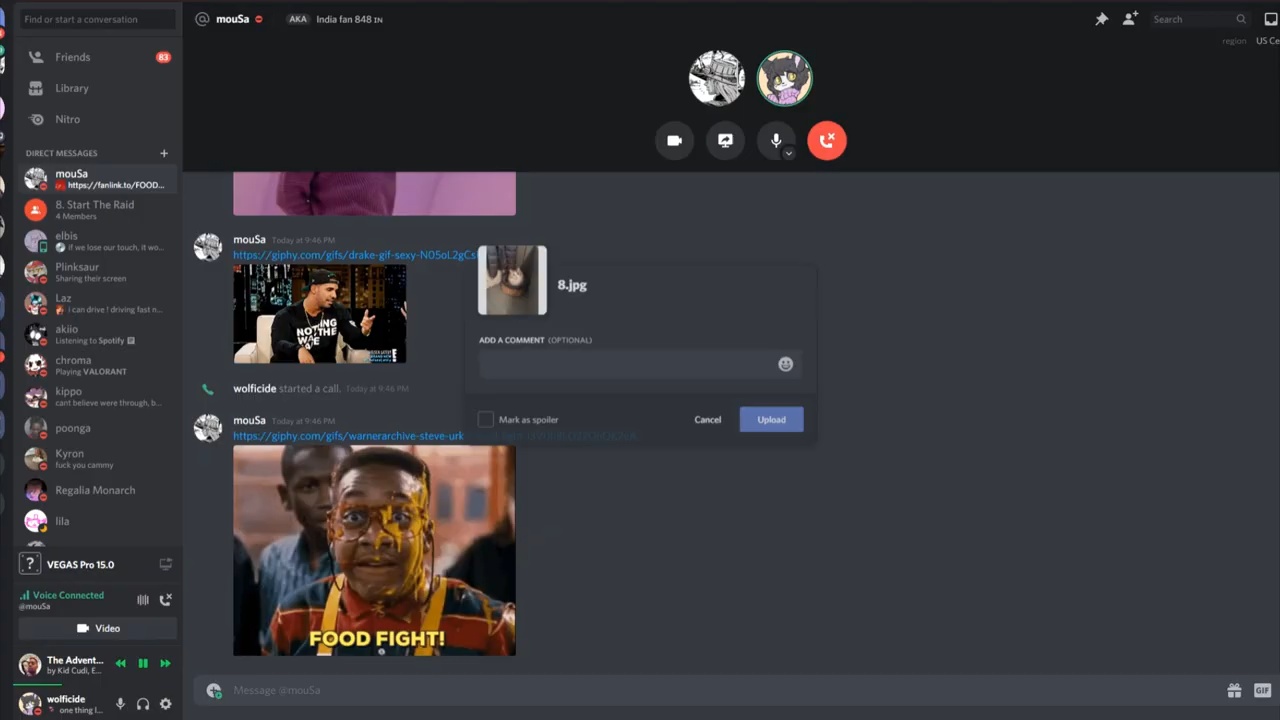 Find or start a conversation
@ mouSa AKA India fan 848 IN
Search
region US Ce
Friends 83
Library
Nitro
DIRECT MESSAGES +
mouSa
https://fanlink.to/FOOD...
8. Start The Raid
4 Members
elbis
if we lose our touch, it wo...
Plinksaur
Sharing their screen
Laz
i can drive ! driving fast n...
akiio
Listening to Spotify
chroma
Playing VALORANT
kippo
cant believe were through, b...
poonga
Kyron
fuck you cammy
Regalia Monarch
lila
? VEGAS Pro 15.0
Voice Connected
@mouSa
Video
The Advent...
by Kid Cudi, E...
wolficide
one thing l...
mouSa Today at 9:46 PM
https://giphy.com/gifs/drake-gif-sexy-N05oL2gCs
NOTHING
WAS THE
wolficide started a call. Today at 9:46 PM
mouSa Today at 9:46 PM
https://giphy.com/gifs/warnerarchive-steve-urk
FOOD FIGHT!
8.jpg
ADD A COMMENT (OPTIONAL)
Mark as spoiler
Cancel
Upload
Message @mouSa
GIF